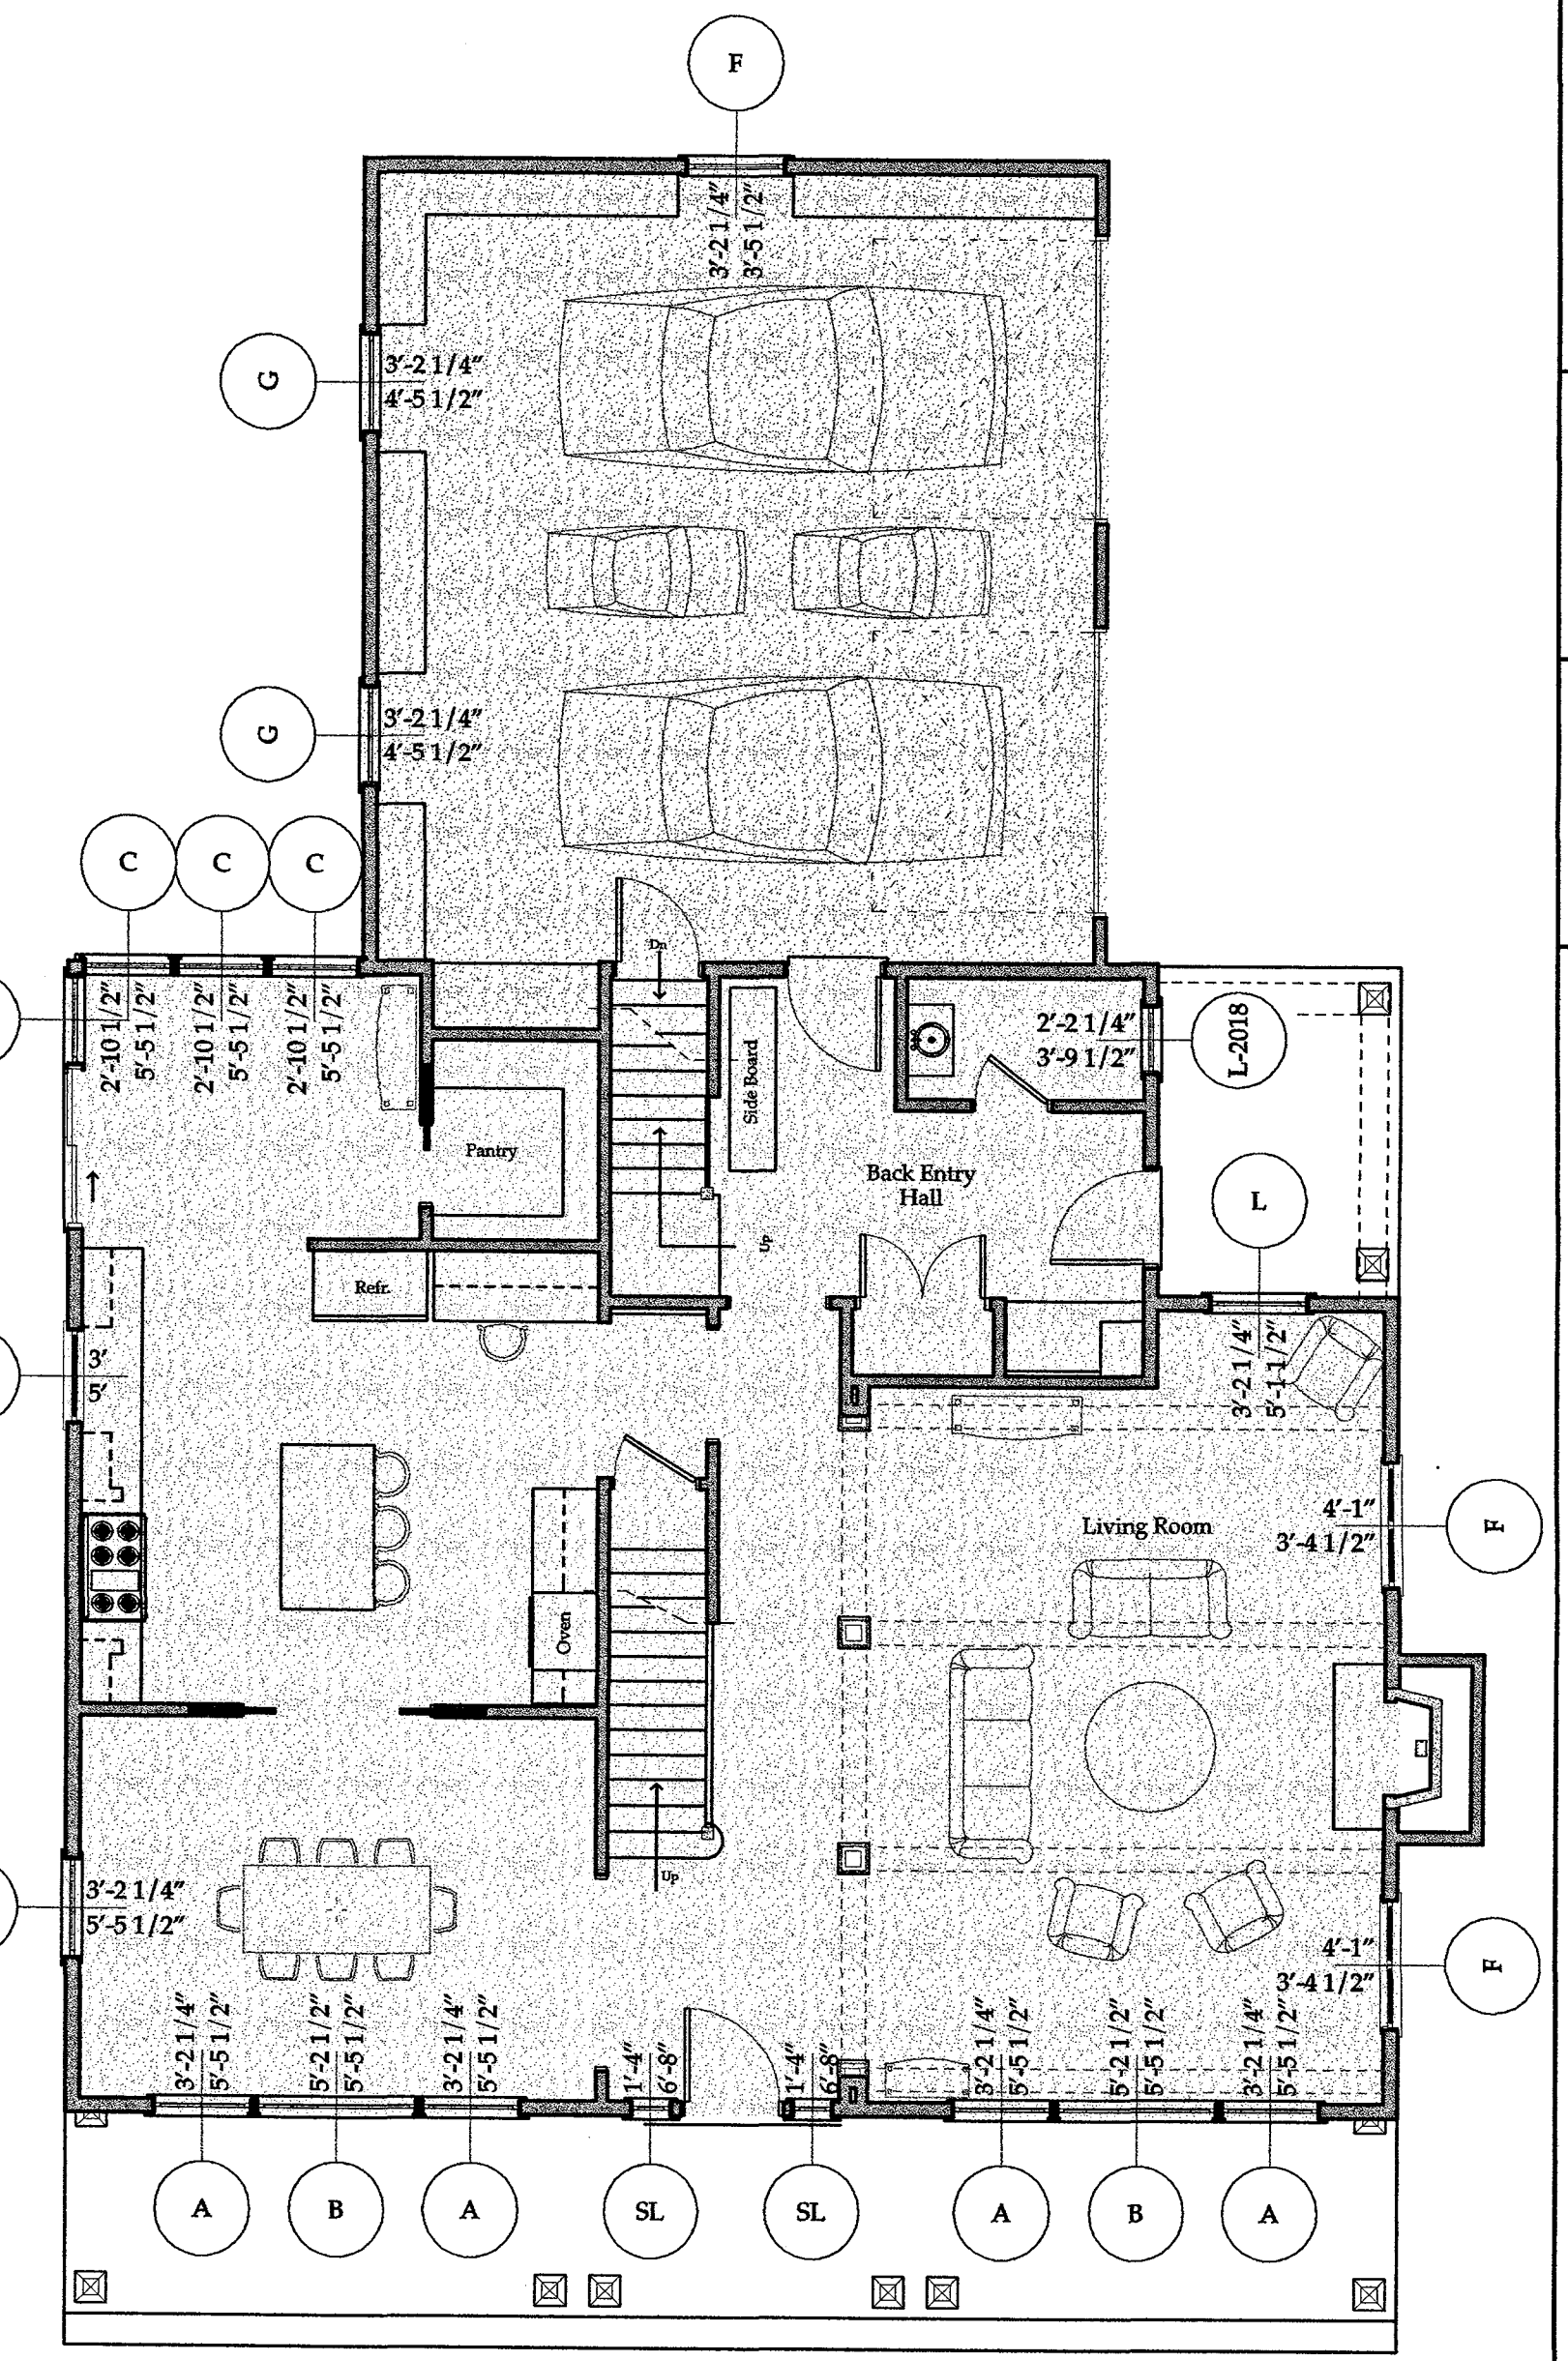 F
3'-2 1/4"
3'-5 1/2"
G
3'-2 1/4"
4'-5 1/2"
G
3'-2 1/4"
4'-5 1/2"
C
C
C
Dn
2'-10 1/2"
5'-5 1/2"
2'-10 1/2"
5'-5 1/2"
2'-10 1/2"
5'-5 1/2"
Side Board
2'-2 1/4"
3'-9 1/2"
L-2018
Pantry
Back Entry
Hall
L
Up
Refr.
3'
5'
3'-2 1/4"
5'-1 1/2"
Living Room
4'-1"
3'-4 1/2"
F
Oven
Up
3'-2 1/4"
5'-5 1/2"
4'-1"
3'-4 1/2"
F
3'-2 1/4"
5'-5 1/2"
5'-2 1/2"
5'-5 1/2"
3'-2 1/4"
5'-5 1/2"
1'-4"
6'-8"
1'-4"
6'-8"
3'-2 1/4"
5'-5 1/2"
5'-2 1/2"
5'-5 1/2"
3'-2 1/4"
5'-5 1/2"
A
B
A
SL
SL
A
B
A